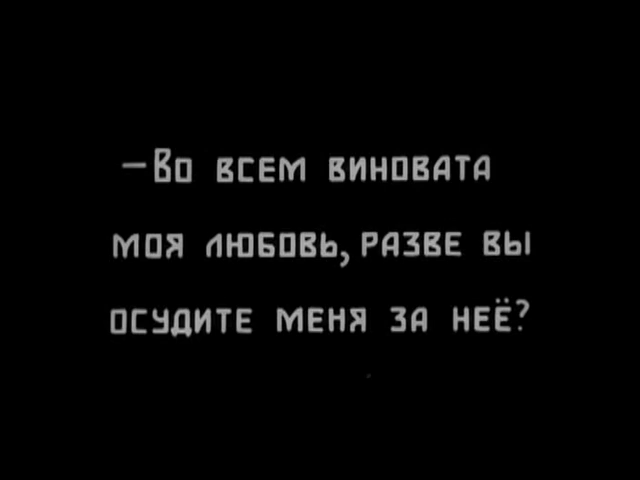 —Во всем виновата
моя любовь, разве вы
осудите меня за неё?